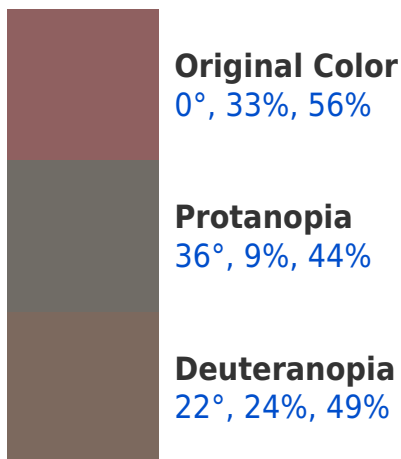 Original Color
0°, 33%, 56%
Protanopia
36°, 9%, 44%
Deuteranopia
22°, 24%, 49%